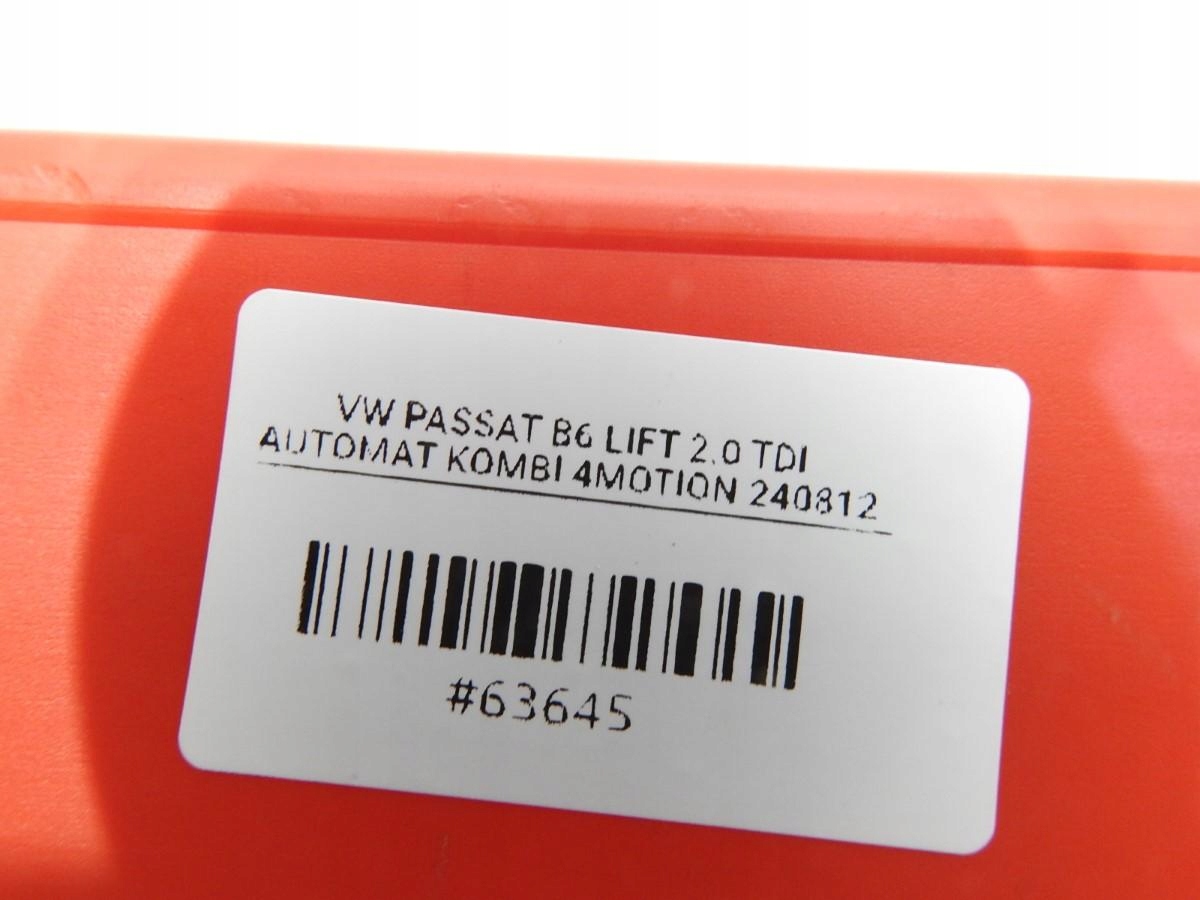 VW PASSAT B6 LIFT 2.0 TDI
AUTOMAT KOMBI 4MOTION 240812
#63645